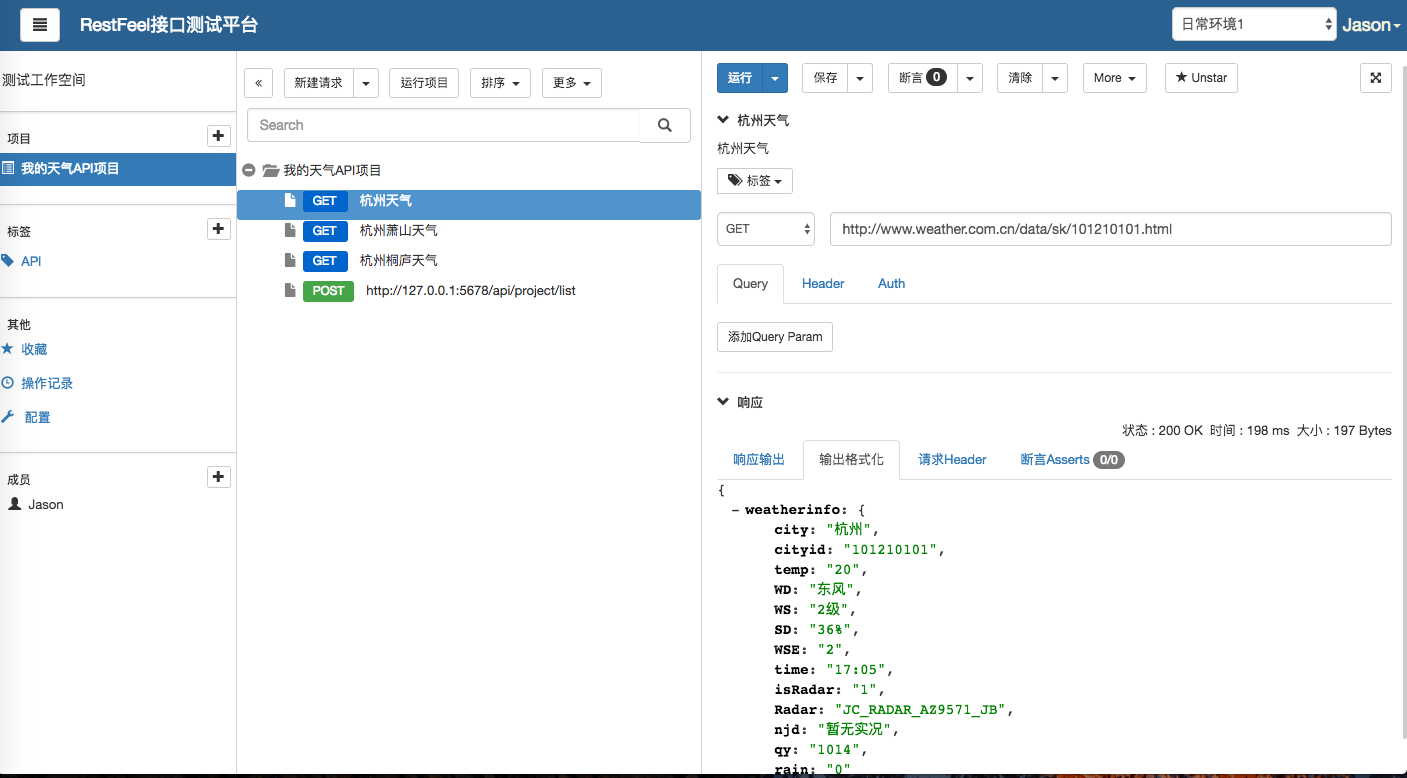 RestFeel接口测试平台
日常环境1
Jason
测试工作空间
项目
我的天气API项目
标签
API
其他
收藏
操作记录
配置
成员
Jason
«
新建请求
运行项目
排序
更多
Search
我的天气API项目
GET 杭州天气
GET 杭州萧山天气
GET 杭州桐庐天气
POST http://127.0.0.1:5678/api/project/list
运行
保存
断言 0
清除
More
Unstar
杭州天气
杭州天气
标签
GET
http://www.weather.com.cn/data/sk/101210101.html
Query Header Auth
添加Query Param
响应
状态 : 200 OK 时间 : 198 ms 大小 : 197 Bytes
响应输出 输出格式化 请求Header 断言Asserts 0/0
{
– weatherinfo: {
city: "杭州",
cityid: "101210101",
temp: "20",
WD: "东风",
WS: "2级",
SD: "36%",
WSE: "2",
time: "17:05",
isRadar: "1",
Radar: "JC_RADAR_AZ9571_JB",
njd: "暂无实况",
qy: "1014",
rain: "0"